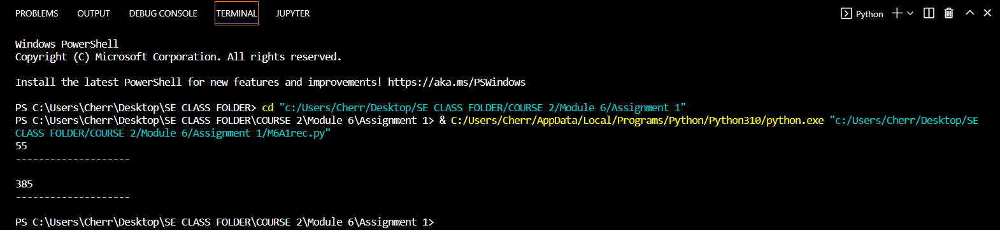 PROBLEMS OUTPUT DEBUG CONSOLE TERMINAL JUPYTER Python
Windows PowerShell
Copyright (C) Microsoft Corporation. All rights reserved.
Install the latest PowerShell for new features and improvements! https://aka.ms/PSWindows
PS C:\Users\Cherr\Desktop\SE CLASS FOLDER> cd "c:/Users/Cherr/Desktop/SE CLASS FOLDER/COURSE 2/Module 6/Assignment 1"
PS C:\Users\Cherr\Desktop\SE CLASS FOLDER\COURSE 2\Module 6\Assignment 1> & C:/Users/Cherr/AppData/Local/Programs/Python/Python310/python.exe "c:/Users/Cherr/Desktop/SE
CLASS FOLDER/COURSE 2/Module 6/Assignment 1/M6A1rec.py"
55
--------------------
385
--------------------
PS C:\Users\Cherr\Desktop\SE CLASS FOLDER\COURSE 2\Module 6\Assignment 1>